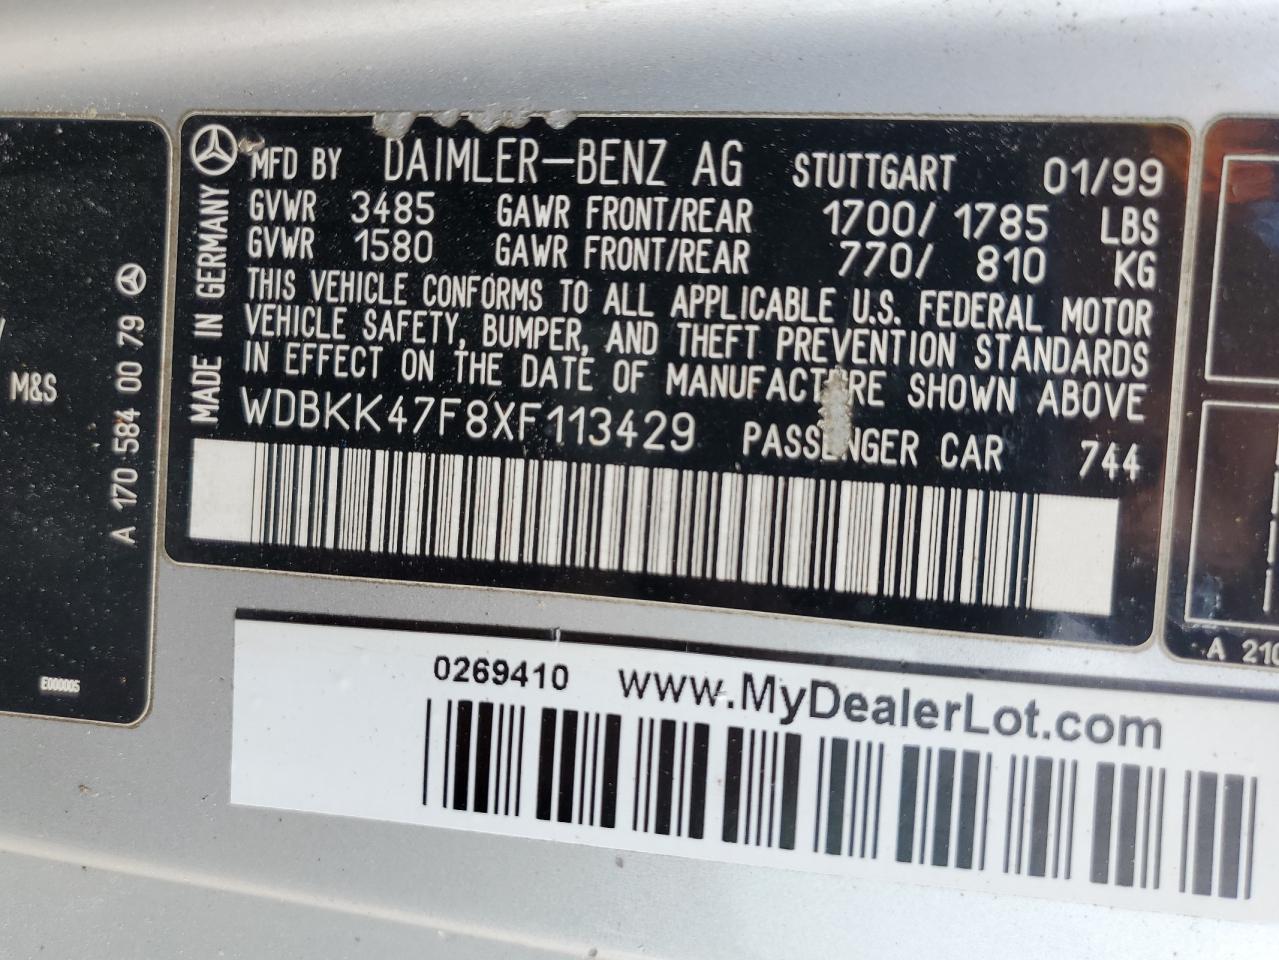 MFD BY DAIMLER-BENZ AG STUTTGART 01/99
GVWR 3485 GAWR FRONT/REAR 1700/ 1785 LBS
GVWR 1580 GAWR FRONT/REAR 770/ 810 KG
THIS VEHICLE CONFORMS TO ALL APPLICABLE U.S. FEDERAL MOTOR
VEHICLE SAFETY, BUMPER, AND THEFT PREVENTION STANDARDS
IN EFFECT ON THE DATE OF MANUFACTURE SHOWN ABOVE
WDBKK47F8XF113429 PASSENGER CAR 744
MADE IN GERMANY
A 170 584 00 79
M&S
E000005
A 210
0269410 www.MyDealerLot.com